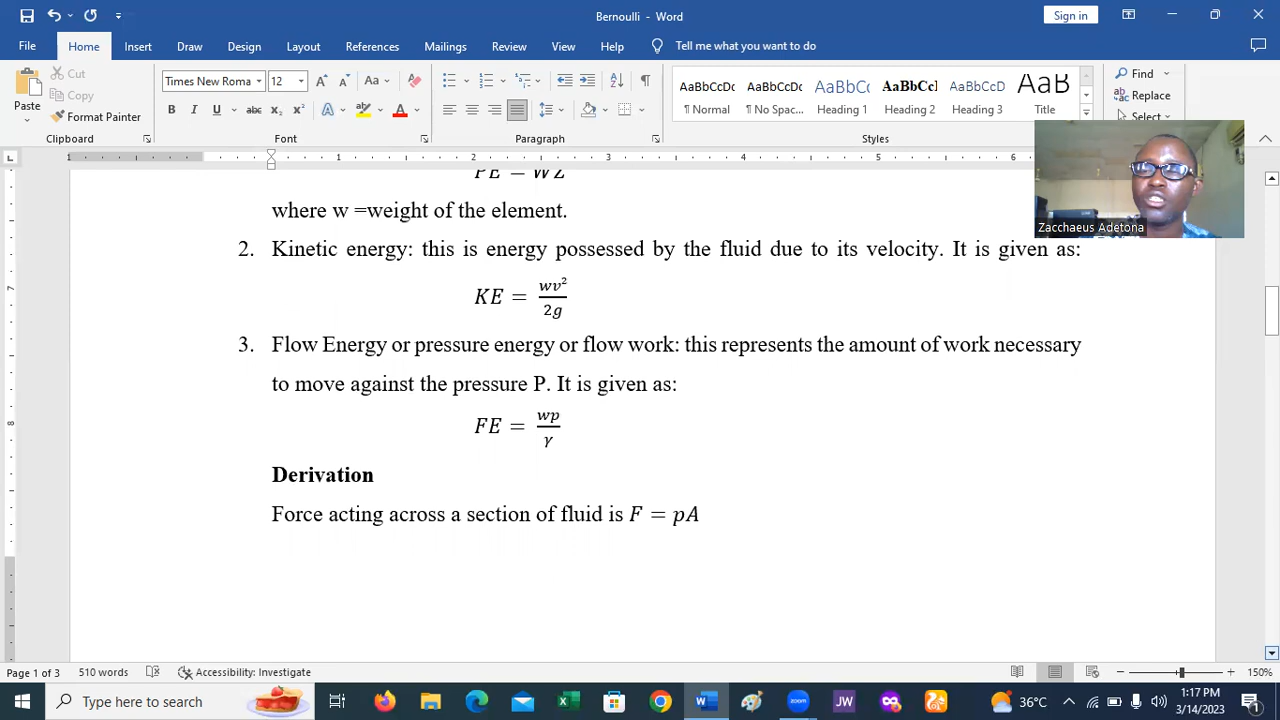 Bernoulli - Word
Sign in
File Home Insert Draw Design Layout References Mailings Review View Help Tell me what you want to do
Paste
Cut
Copy
Format Painter
Clipboard
Times New Roma 12
Font
Paragraph
AaBbCcDc AaBbCcDc AaBbCc AaBbCcl AaBbCcD AaB
¶ Normal ¶ No Spac... Heading 1 Heading 2 Heading 3 Title
Styles
Find
Replace
Select
Zacchaeus Adetona
PE = WZ
where w =weight of the element.
2. Kinetic energy: this is energy possessed by the fluid due to its velocity. It is given as:
KE = wv²/2g
3. Flow Energy or pressure energy or flow work: this represents the amount of work necessary
to move against the pressure P. It is given as:
FE = wp/γ
Derivation
Force acting across a section of fluid is F = pA
Page 1 of 3 510 words Accessibility: Investigate 150%
Type here to search
JW
zoom
36°C
1:17 PM
3/14/2023